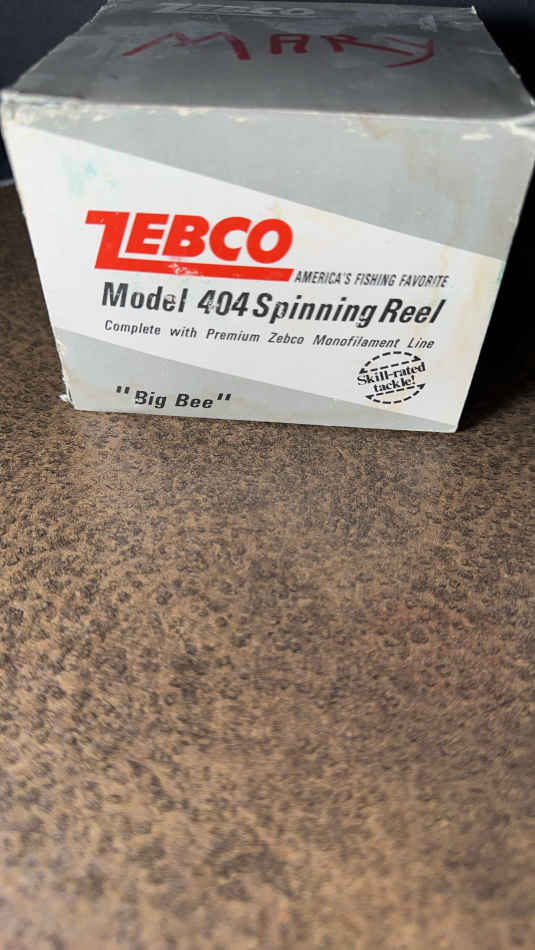 ZEBCO
MARY
ZEBCO
AMERICA'S FISHING FAVORITE
Model 404 Spinning Reel
Complete with Premium Zebco Monofilament Line
Skill-rated
tackle!
"Big Bee"